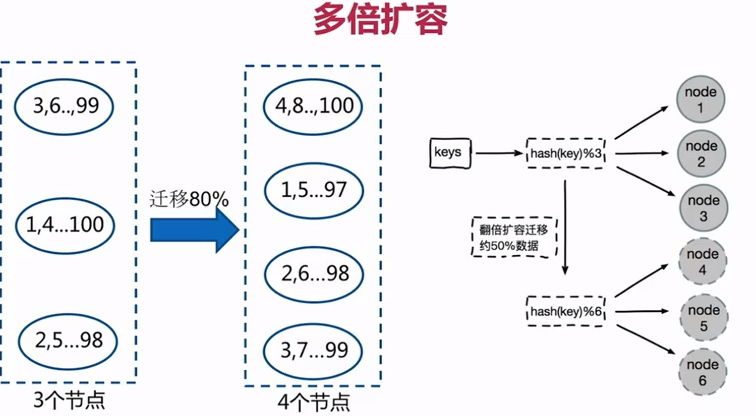 多倍扩容
3,6..,99
1,4...100
2,5...98
3个节点
迁移80%
4,8..,100
1,5...97
2,6...98
3,7...99
4个节点
keys
hash(key)%3
node
1
node
2
node
3
翻倍扩容迁移
约50%数据
hash(key)%6
node
4
node
5
node
6